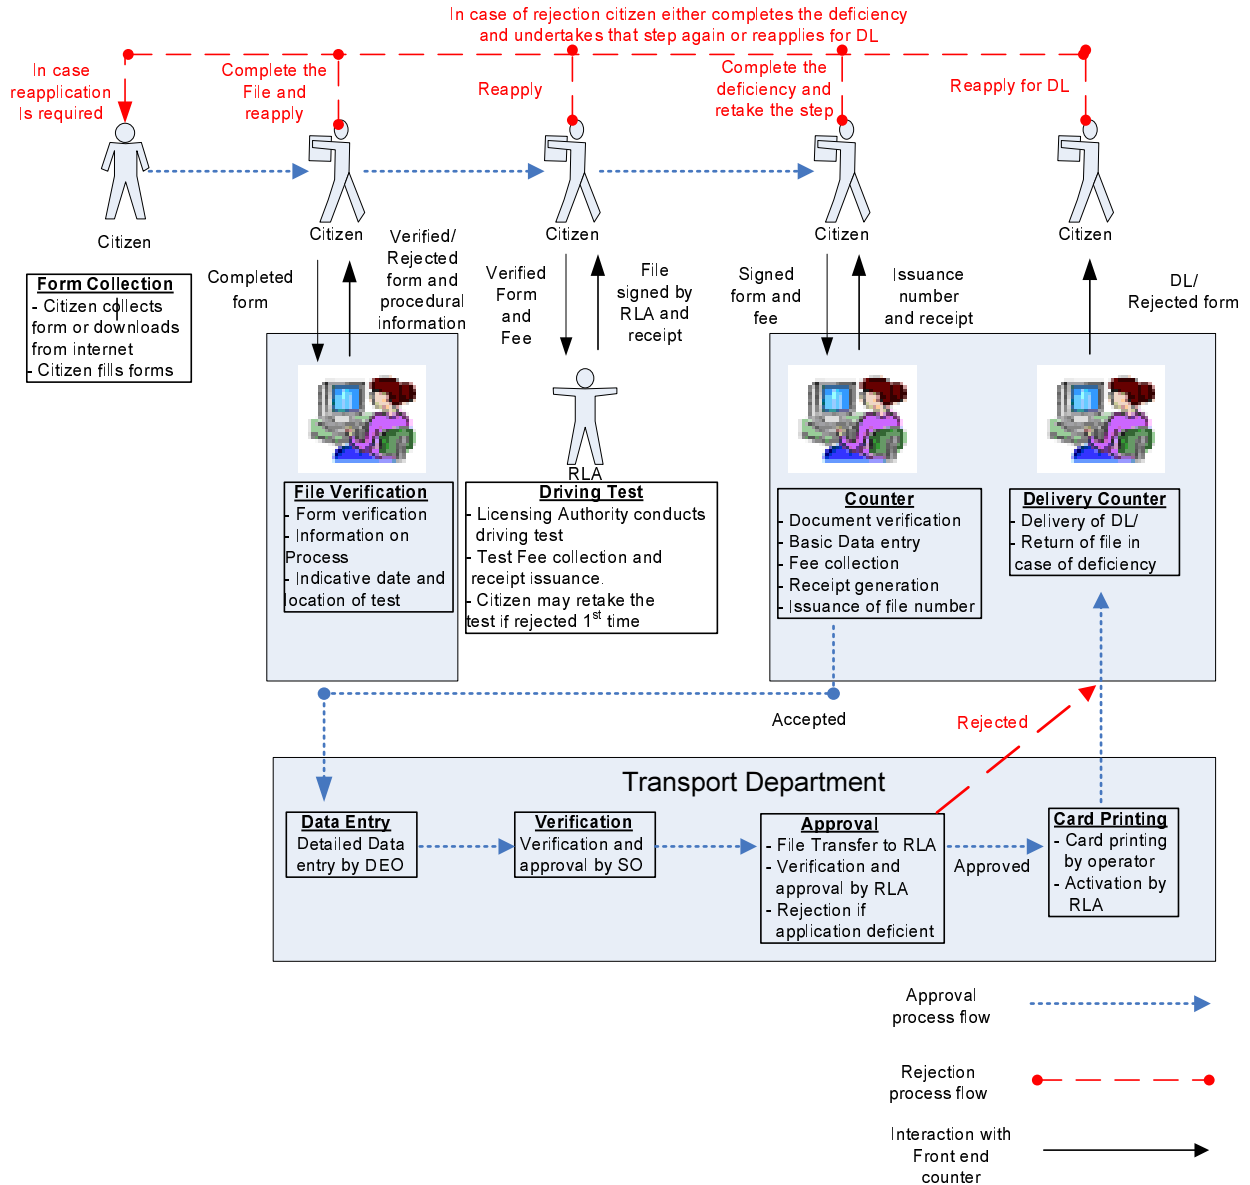 In case of rejection citizen either completes the deficiency
and undertakes that step again or reapplies for DL
In case
reapplication
Is required
Complete the
File and
reapply
Reapply
Complete the
deficiency and
retake the step
Reapply for DL
Citizen
Citizen
Citizen
Citizen
Citizen
Completed
form
Verified/
Rejected
form and
procedural
information
Verified
Form
and
Fee
File
signed by
RLA and
receipt
Signed
form and
fee
Issuance
number
and receipt
DL/
Rejected form
Form Collection
- Citizen collects
form or downloads
from internet
- Citizen fills forms
File Verification
- Form verification
- Information on
Process
- Indicative date and
location of test
RLA
Driving Test
- Licensing Authority conducts
driving test
- Test Fee collection and
receipt issuance.
- Citizen may retake the
test if rejected 1st time
Counter
- Document verification
- Basic Data entry
- Fee collection
- Receipt generation
- Issuance of file number
Delivery Counter
- Delivery of DL/
- Return of file in
case of deficiency
Accepted
Rejected
Transport Department
Data Entry
Detailed Data
entry by DEO
Verification
Verification and
approval by SO
Approval
- File Transfer to RLA
- Verification and
approval by RLA
- Rejection if
application deficient
Approved
Card Printing
- Card printing
by operator
- Activation by
RLA
Approval
process flow
Rejection
process flow
Interaction with
Front end
counter